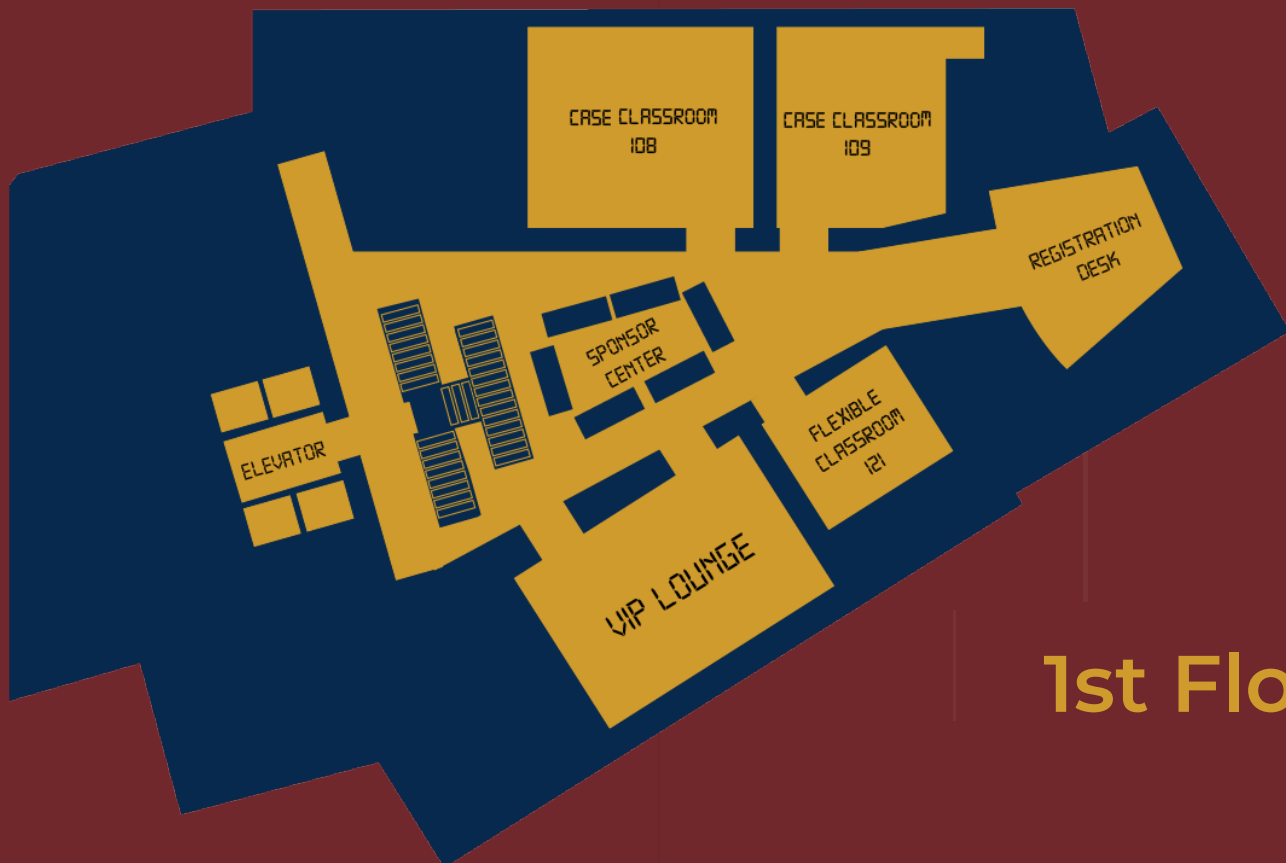 CASE CLASSROOM
108
CASE CLASSROOM
109
REGISTRATION
DESK
SPONSOR
CENTER
FLEXIBLE
CLASSROOM
121
ELEVATOR
VIP LOUNGE
1st Flo